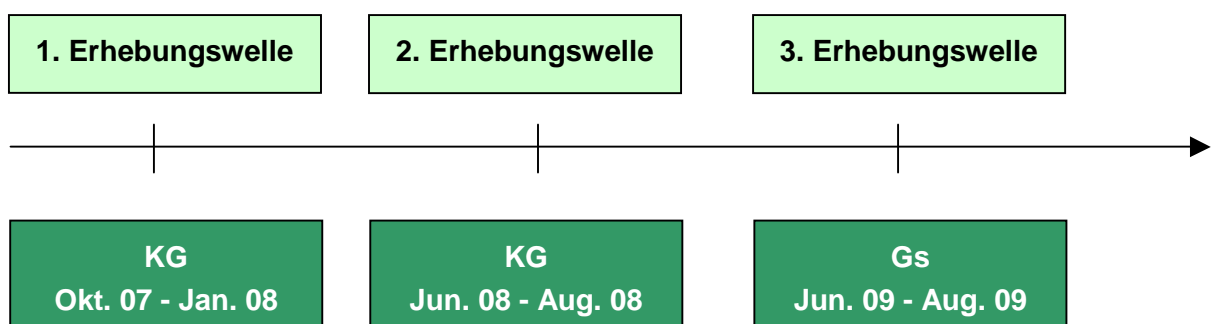 1. Erhebungswelle
2. Erhebungswelle
3. Erhebungswelle
KG
Okt. 07 - Jan. 08
KG
Jun. 08 - Aug. 08
Gs
Jun. 09 - Aug. 09